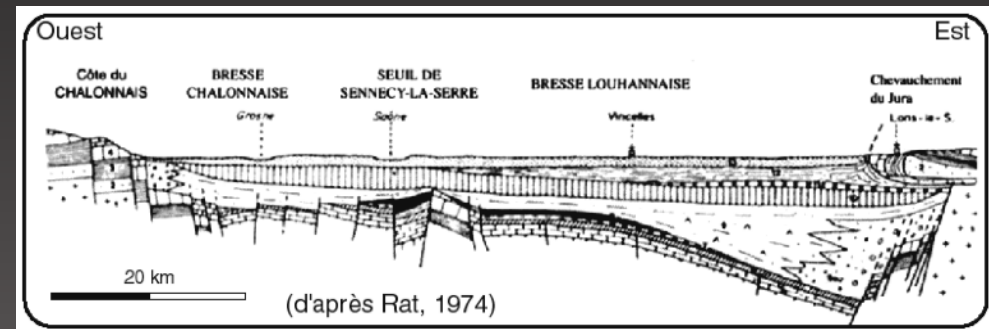 Ouest
Est
Côte du
CHALONNAIS
BRESSE
CHALONNAISE
SEUIL DE
SENNECY-LA-SERRE
BRESSE LOUHANNAISE
Chevauchement
du Jura
Grosne
Saône
Vincelles
Lons-le-S.
20 km
(d'après Rat, 1974)